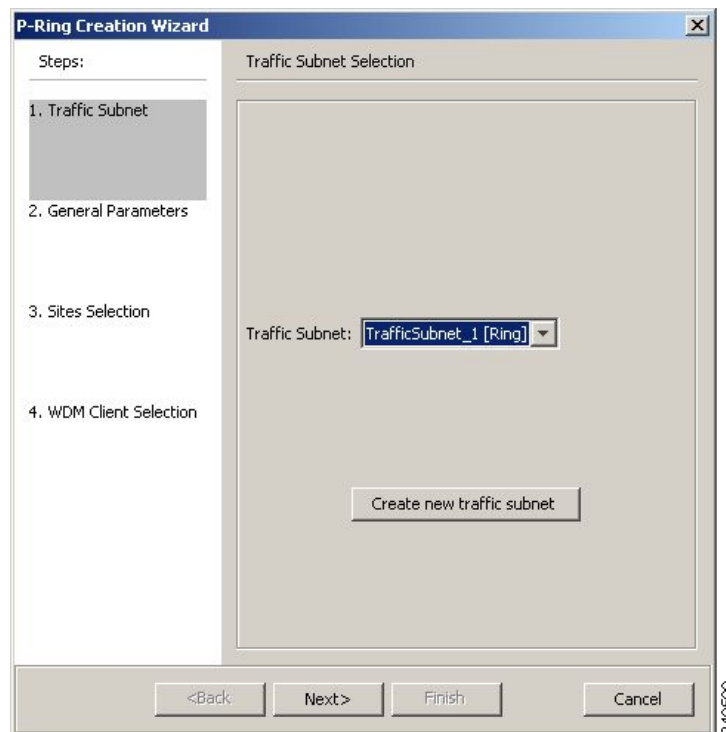 P-Ring Creation Wizard
Steps:
Traffic Subnet Selection
1. Traffic Subnet
2. General Parameters
3. Sites Selection
4. WDM Client Selection
Traffic Subnet: TrafficSubnet_1 [Ring]
Create new traffic subnet
<Back Next> Finish Cancel